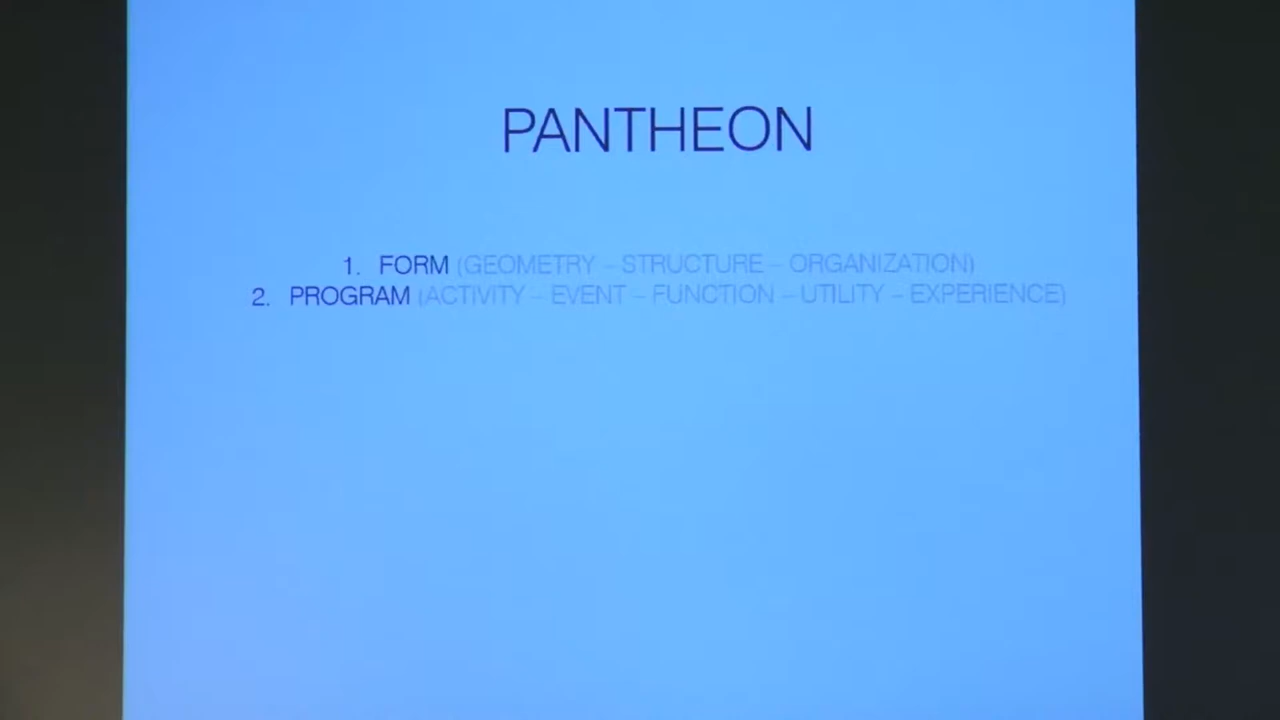 PANTHEON
1. FORM (GEOMETRY – STRUCTURE – ORGANIZATION)
2. PROGRAM (ACTIVITY – EVENT – FUNCTION – UTILITY – EXPERIENCE)